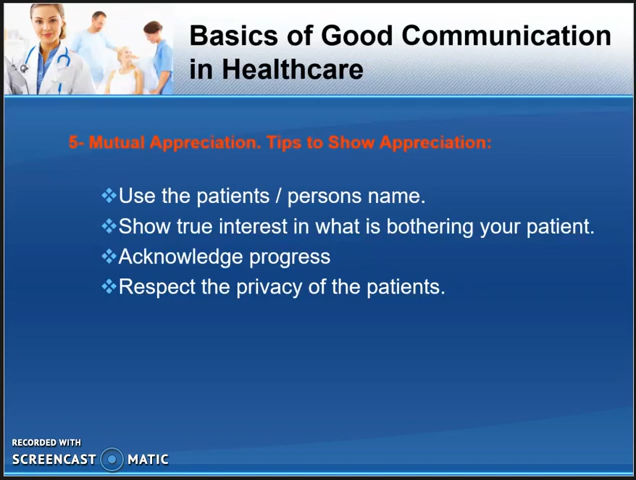 Basics of Good Communication
in Healthcare
5- Mutual Appreciation. Tips to Show Appreciation:
❖Use the patients / persons name.
❖Show true interest in what is bothering your patient.
❖Acknowledge progress
❖Respect the privacy of the patients.
RECORDED WITH
SCREENCAST MATIC